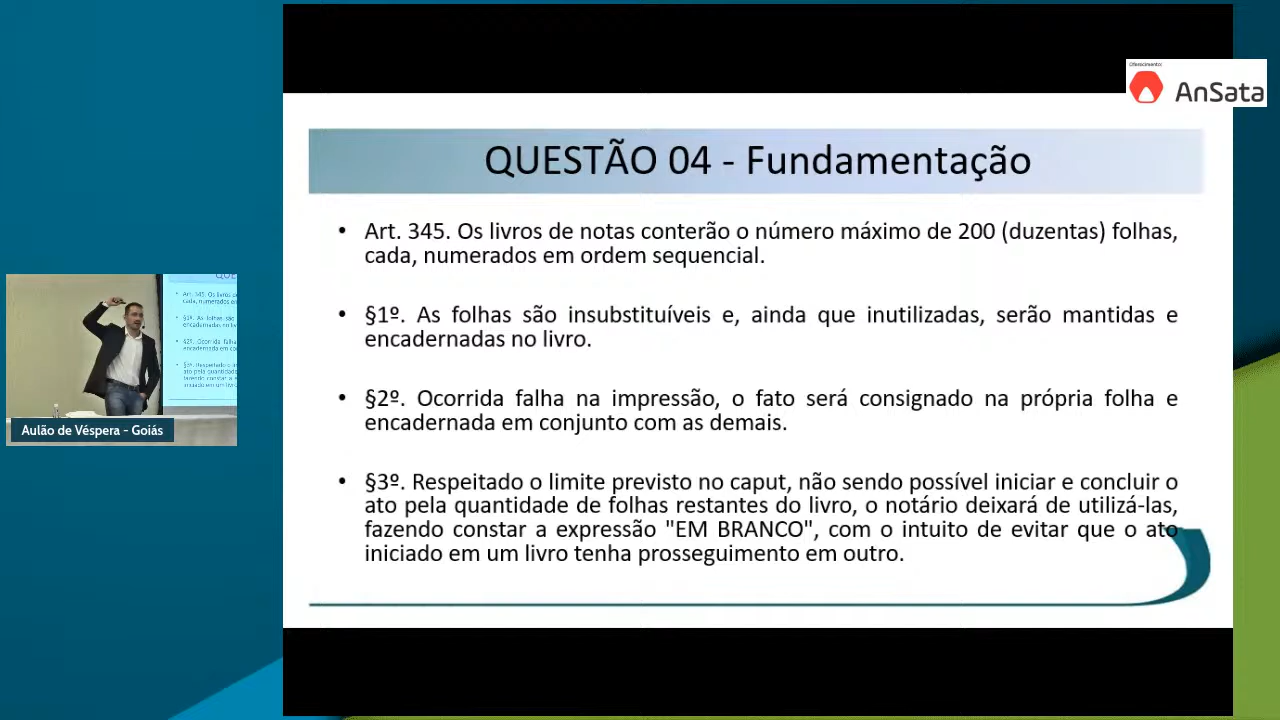 Oferecimento:
AnSata
QUESTÃO 04 - Fundamentação
• Art. 345. Os livros de notas conterão o número máximo de 200 (duzentas) folhas,
cada, numerados em ordem sequencial.
• §1º. As folhas são insubstituíveis e, ainda que inutilizadas, serão mantidas e
encadernadas no livro.
• §2º. Ocorrida falha na impressão, o fato será consignado na própria folha e
encadernada em conjunto com as demais.
• §3º. Respeitado o limite previsto no caput, não sendo possível iniciar e concluir o
ato pela quantidade de folhas restantes do livro, o notário deixará de utilizá-las,
fazendo constar a expressão "EM BRANCO", com o intuito de evitar que o ato
iniciado em um livro tenha prosseguimento em outro.
Aulão de Véspera - Goiás